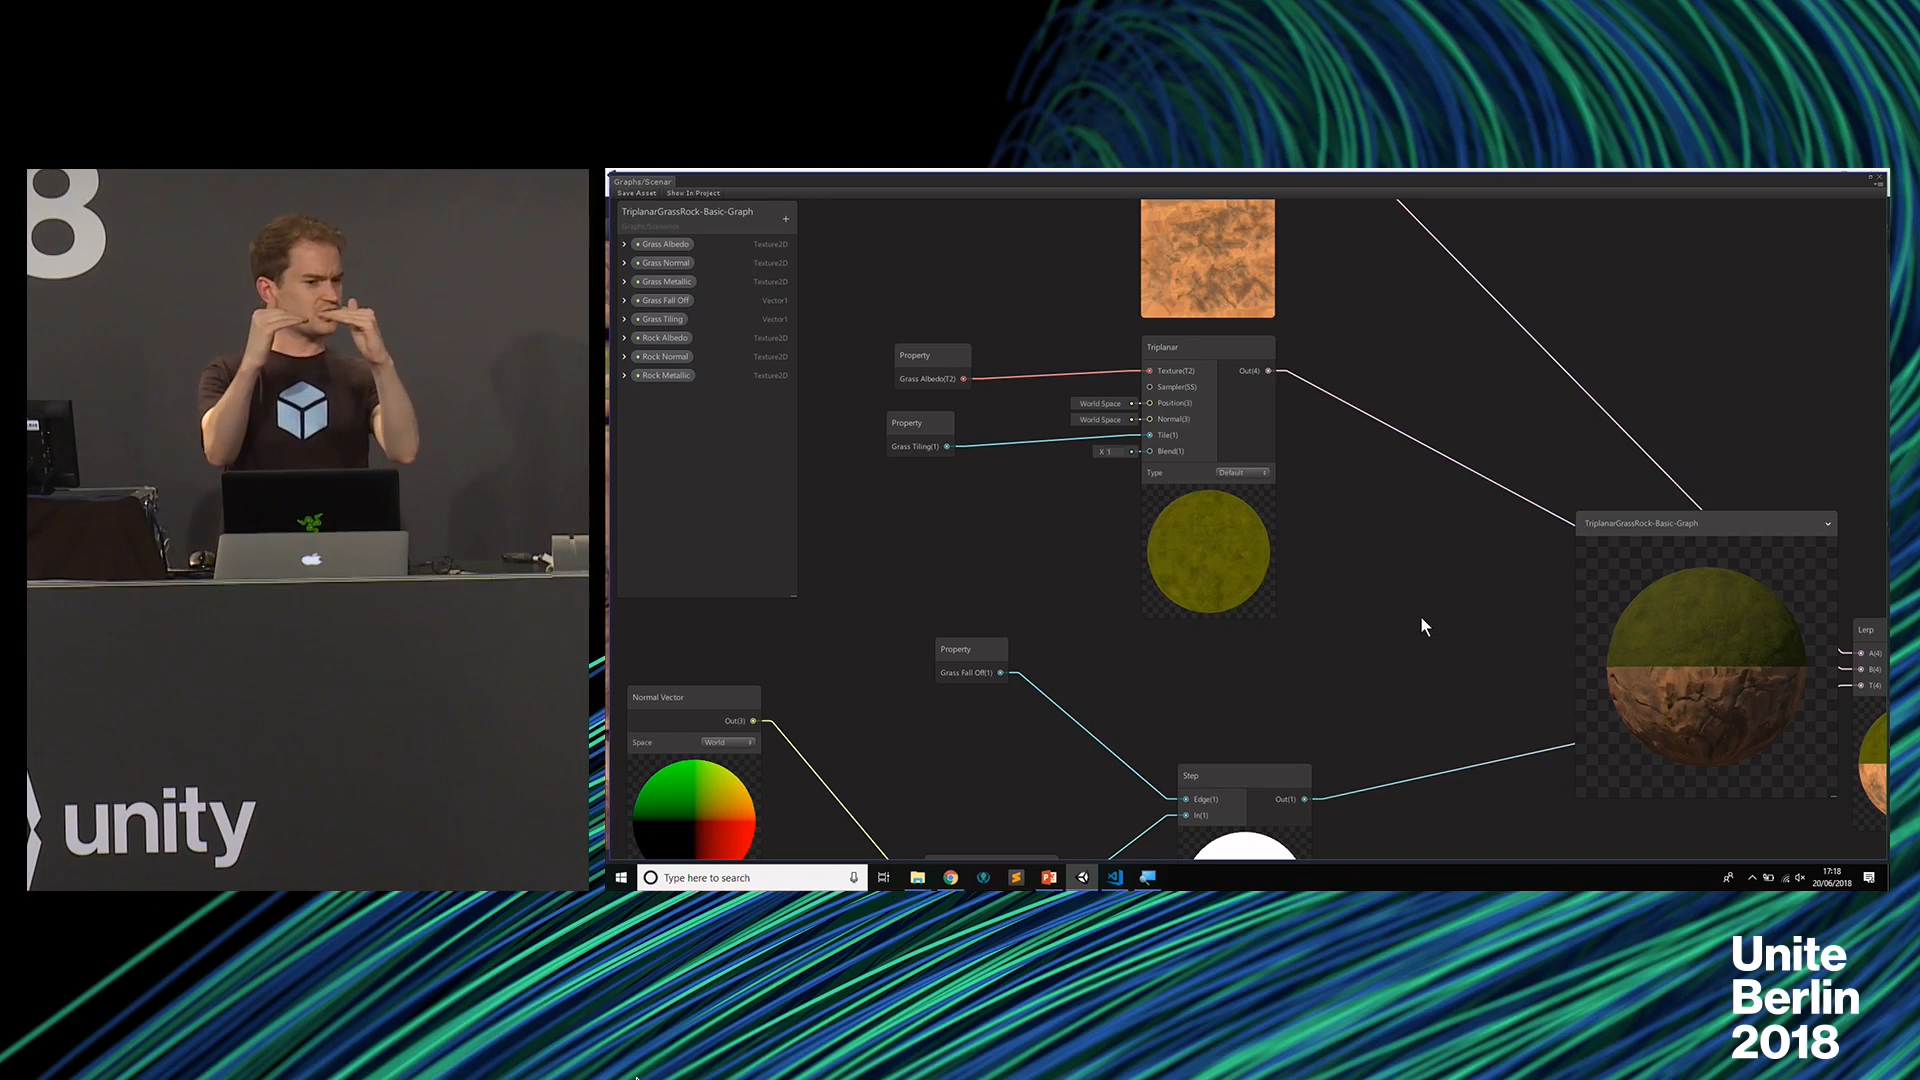 8
unity
Graphs/Scenar
Save Asset Show In Project
TriplanarGrassRock-Basic-Graph +
Graphs/Scenarios
Grass Albedo Texture2D
Grass Normal Texture2D
Grass Metallic Texture2D
Grass Fall Off Vector1
Grass Tiling Vector1
Rock Albedo Texture2D
Rock Normal Texture2D
Rock Metallic Texture2D
Property
Grass Albedo(T2)
Property
Grass Tiling(1)
Triplanar
Texture(T2) Out(4)
Sampler(SS)
World Space Position(3)
World Space Normal(3)
Tile(1)
X 1 Blend(1)
Type Default
TriplanarGrassRock-Basic-Graph
Lerp
A(4)
B(4)
T(4)
Property
Grass Fall Off(1)
Normal Vector
Out(3)
Space World
Step
Edge(1) Out(1)
In(1)
Type here to search
17:18
20/06/2018
Unite
Berlin
2018